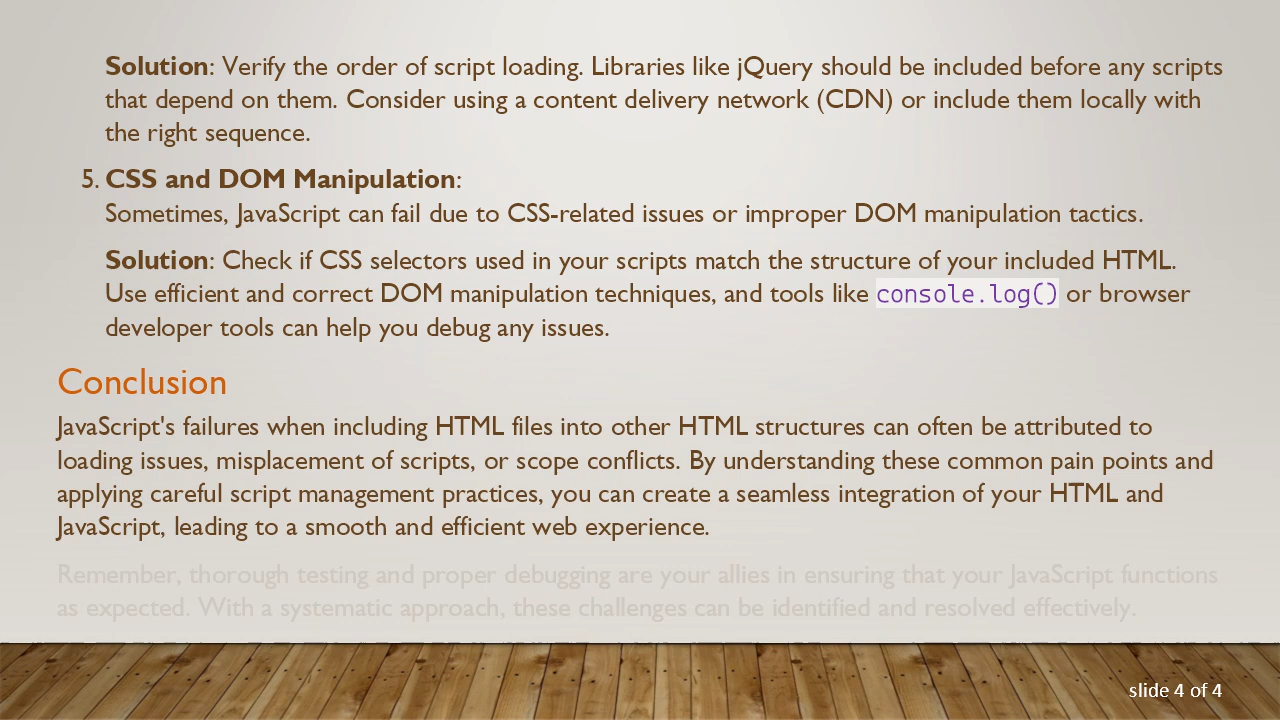 Solution: Verify the order of script loading. Libraries like jQuery should be included before any scripts
that depend on them. Consider using a content delivery network (CDN) or include them locally with
the right sequence.
5. CSS and DOM Manipulation:
Sometimes, JavaScript can fail due to CSS-related issues or improper DOM manipulation tactics.
Solution: Check if CSS selectors used in your scripts match the structure of your included HTML.
Use efficient and correct DOM manipulation techniques, and tools like console.log() or browser
developer tools can help you debug any issues.
Conclusion
JavaScript's failures when including HTML files into other HTML structures can often be attributed to
loading issues, misplacement of scripts, or scope conflicts. By understanding these common pain points and
applying careful script management practices, you can create a seamless integration of your HTML and
JavaScript, leading to a smooth and efficient web experience.
Remember, thorough testing and proper debugging are your allies in ensuring that your JavaScript functions
as expected. With a systematic approach, these challenges can be identified and resolved effectively.
slide 4 of 4